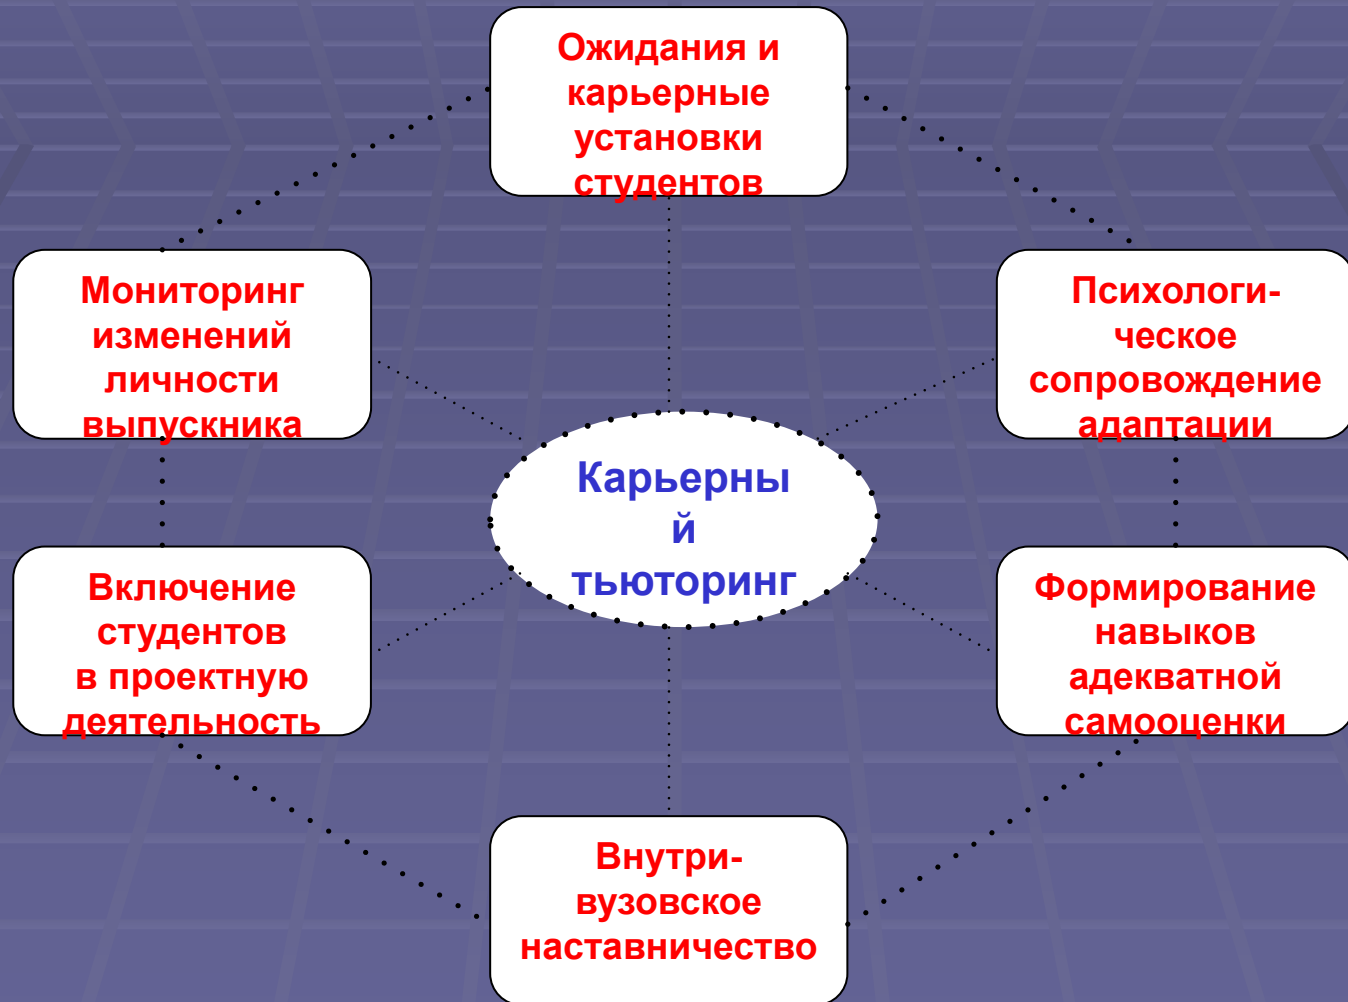 Ожидания и
карьерные
установки
студентов
Мониторинг
изменений
личности
выпускника
Психологи-
ческое
сопровождение
адаптации
Карьерны
й
тьюторинг
Включение
студентов
в проектную
деятельность
Формирование
навыков
адекватной
самооценки
Внутри-
вузовское
наставничество